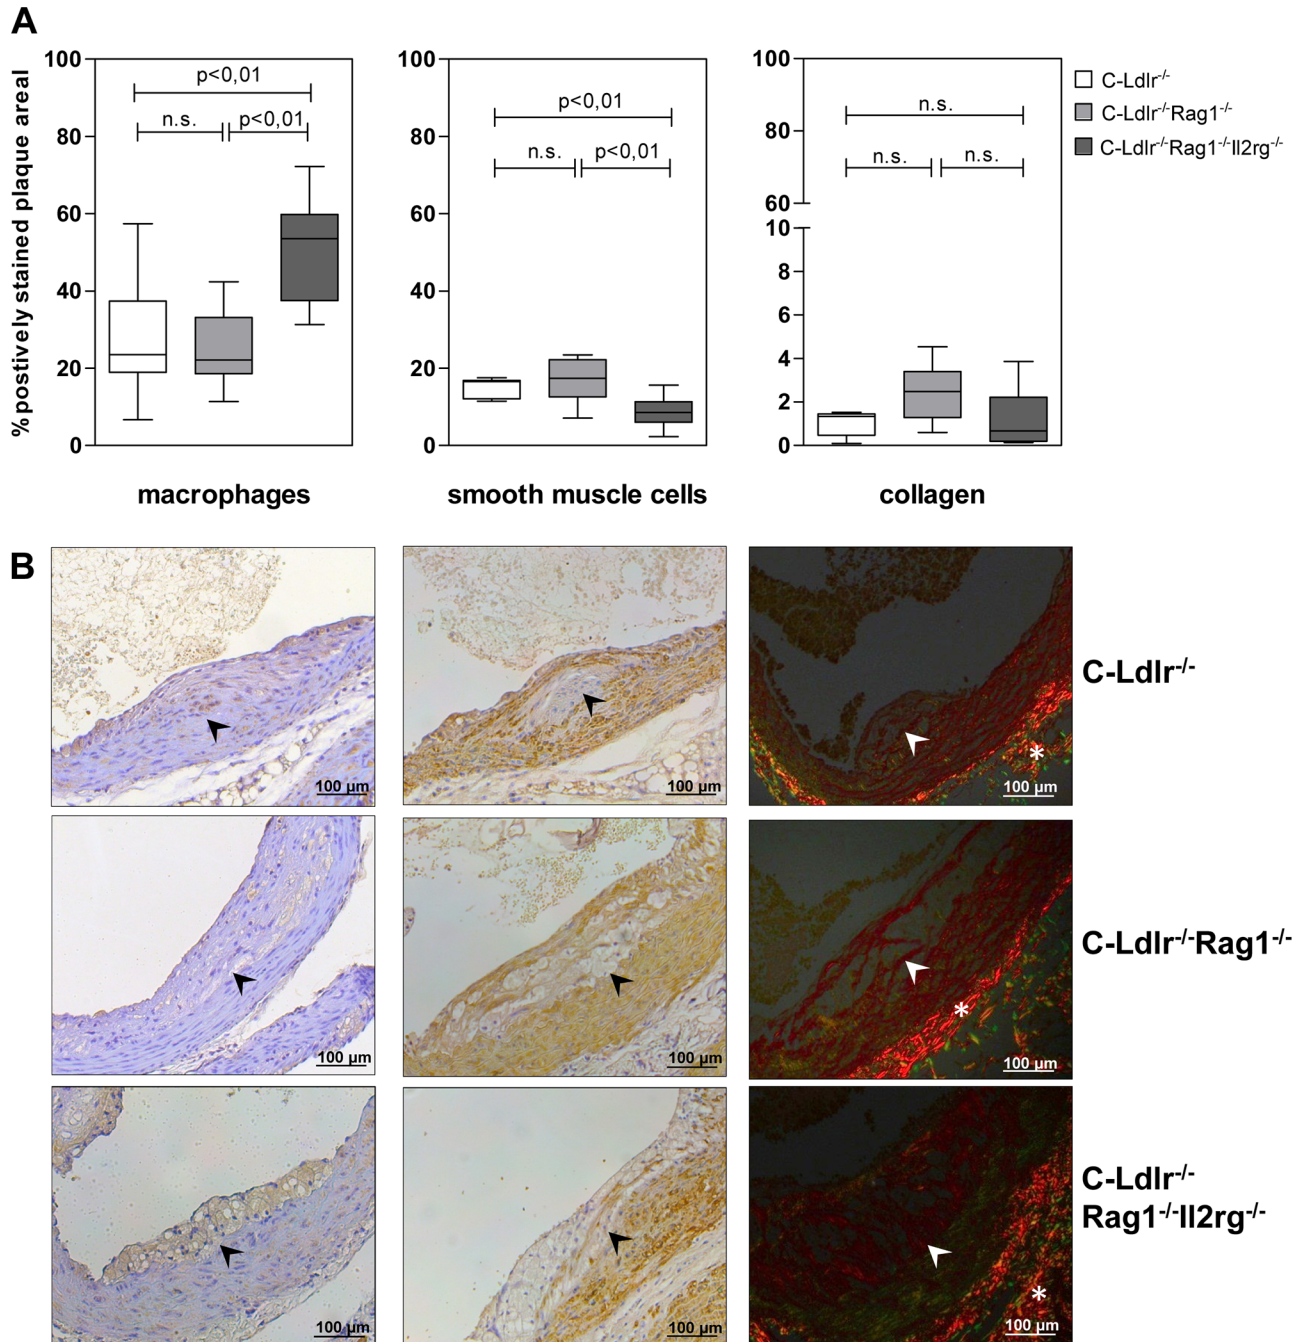 A
% postively stained plaque areal
100
80
60
40
20
0
p<0,01
n.s.
p<0,01
macrophages
100
80
60
40
20
0
p<0,01
n.s.
p<0,01
smooth muscle cells
100
80
60
10
8
6
4
2
0
n.s.
n.s.
n.s.
collagen
C-Ldlr-/-
C-Ldlr-/-Rag1-/-
C-Ldlr-/-Rag1-/-Il2rg-/-
B
100 µm
100 µm
*
100 µm
C-Ldlr-/-
100 µm
100 µm
*
100 µm
C-Ldlr-/-Rag1-/-
100 µm
100 µm
*
100 µm
C-Ldlr-/-
Rag1-/-Il2rg-/-